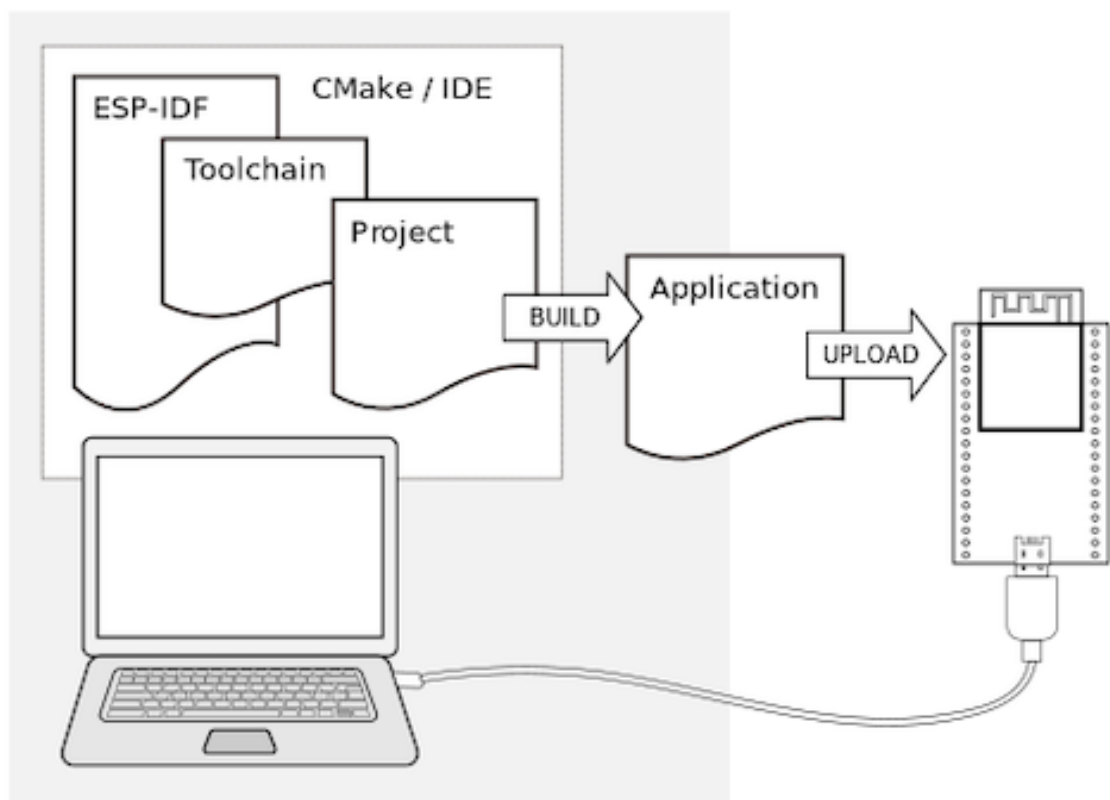 CMake / IDE
ESP-IDF
Toolchain
Project
Application
BUILD
UPLOAD